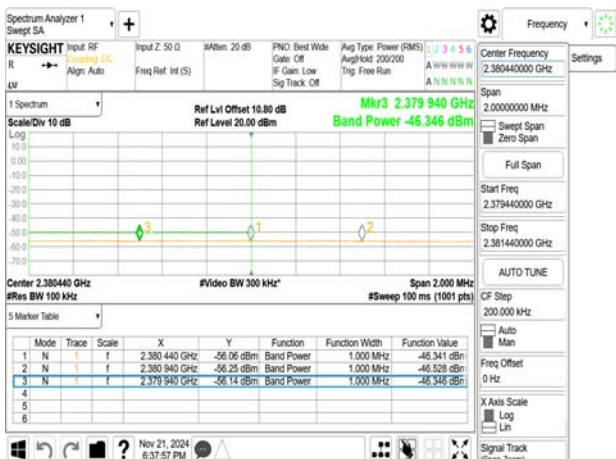 Spectrum Analyzer 1
Swept SA
Frequency
KEYSIGHT
R
Input: RF
Coupling: DC
Align: Auto
Input Z: 50 Ω
Freq Ref: Int (S)
#Atten: 20 dB
PNO: Best Wide
Gate: Off
IF Gain: Low
Sig Track: Off
Avg Type: Power (RMS)
Avg|Hold: 200/200
Trig: Free Run
1 2 3 4 5 6
A W W W W W
A N N N N N
1 Spectrum
Scale/Div 10 dB
Ref Lvl Offset 10.80 dB
Ref Level 20.00 dBm
Mkr3 2.379 940 GHz
Band Power -46.346 dBm
Log
10.0
0.00
-10.0
-20.0
-30.0
-40.0
-50.0
-60.0
-70.0
3 1 2
Center 2.380440 GHz
#Video BW 300 kHz*
Span 2.000 MHz
#Res BW 100 kHz
#Sweep 100 ms (1001 pts)
5 Marker Table
Mode Trace Scale X Y Function Function Width Function Value
1 N 1 f 2.380 440 GHz -56.06 dBm Band Power 1.000 MHz -46.341 dBm
2 N 1 f 2.380 940 GHz -56.25 dBm Band Power 1.000 MHz -46.528 dBm
3 N 1 f 2.379 940 GHz -56.14 dBm Band Power 1.000 MHz -46.346 dBm
4
5
6
?
Nov 21, 2024
6:37:57 PM
Center Frequency
2.380440000 GHz
Settings
Span
2.00000000 MHz
Swept Span
Zero Span
Full Span
Start Freq
2.379440000 GHz
Stop Freq
2.381440000 GHz
AUTO TUNE
CF Step
200.000 kHz
Auto
Man
Freq Offset
0 Hz
X Axis Scale
Log
Lin
Signal Track